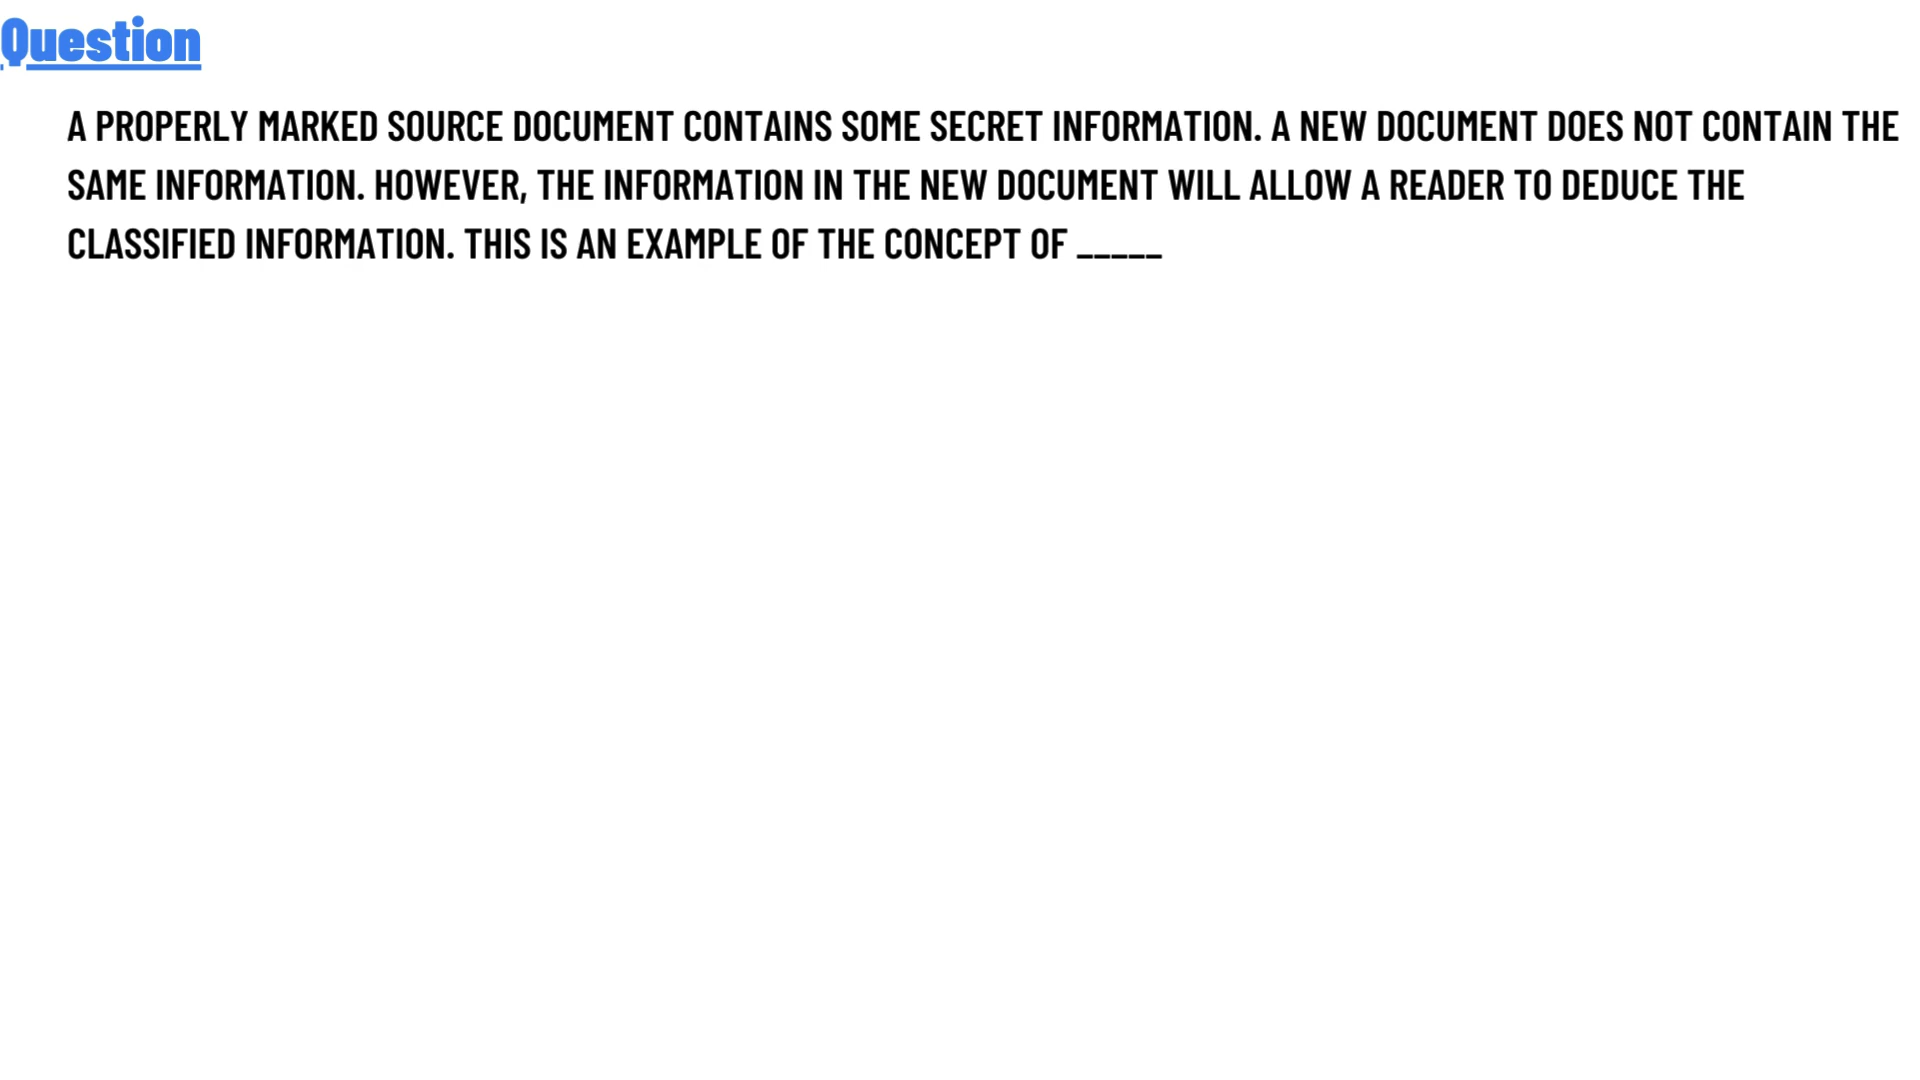 Question
A PROPERLY MARKED SOURCE DOCUMENT CONTAINS SOME SECRET INFORMATION. A NEW DOCUMENT DOES NOT CONTAIN THE
SAME INFORMATION. HOWEVER, THE INFORMATION IN THE NEW DOCUMENT WILL ALLOW A READER TO DEDUCE THE
CLASSIFIED INFORMATION. THIS IS AN EXAMPLE OF THE CONCEPT OF _____